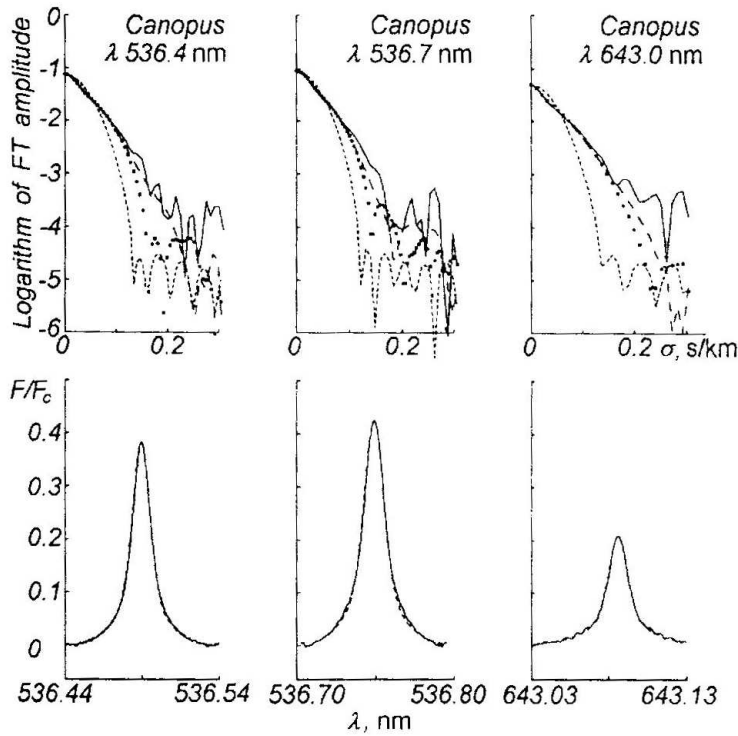 Logarithm of FT amplitude
0
-1
-2
-3
-4
-5
-6
Canopus
λ 536.4 nm
Canopus
λ 536.7 nm
Canopus
λ 643.0 nm
0 0.2
0 0.2
0 0.2 σ, s/km
F/Fc
0.4
0.3
0.2
0.1
0
536.44 536.54
536.70 536.80
643.03 643.13
λ, nm